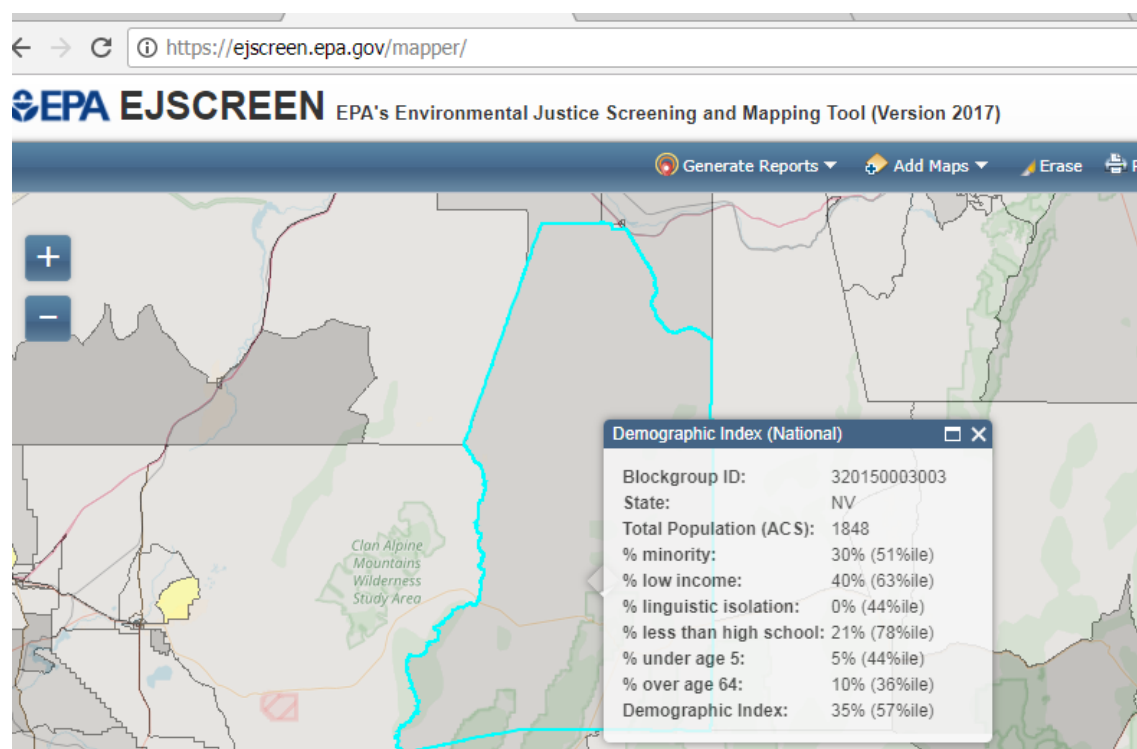 https://ejscreen.epa.gov/mapper/
EPA EJSCREEN EPA's Environmental Justice Screening and Mapping Tool (Version 2017)
Generate Reports Add Maps Erase
+
−
Clan Alpine
Mountains
Wilderness
Study Area
Demographic Index (National)
Blockgroup ID: 320150003003
State: NV
Total Population (ACS): 1848
% minority: 30% (51%ile)
% low income: 40% (63%ile)
% linguistic isolation: 0% (44%ile)
% less than high school: 21% (78%ile)
% under age 5: 5% (44%ile)
% over age 64: 10% (36%ile)
Demographic Index: 35% (57%ile)